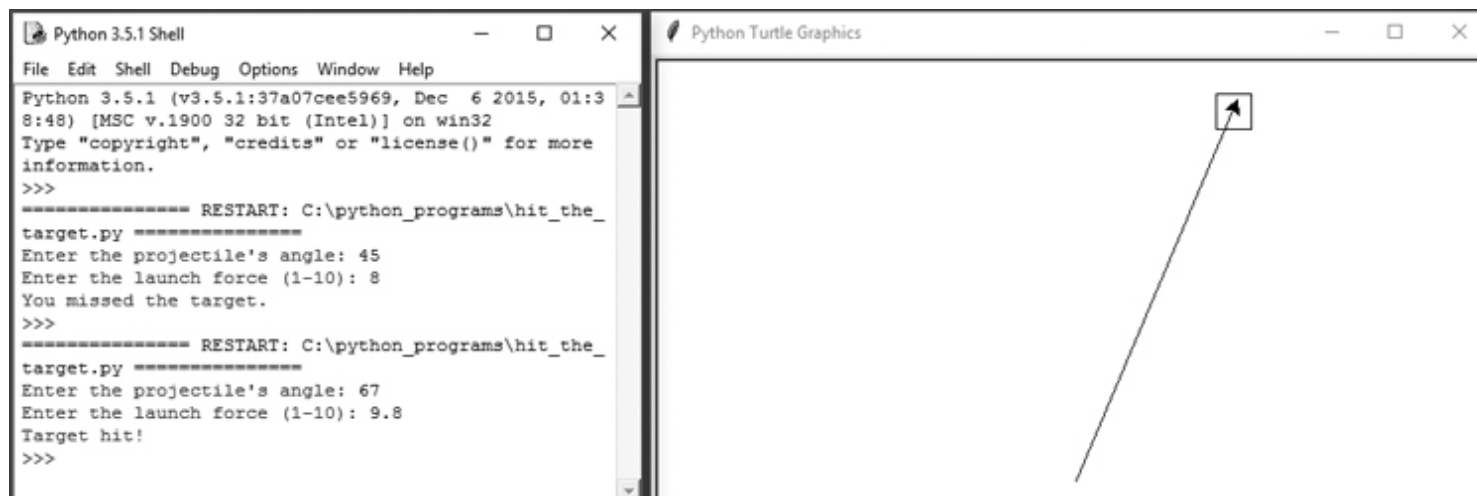 Python 3.5.1 Shell
File Edit Shell Debug Options Window Help
Python 3.5.1 (v3.5.1:37a07cee5969, Dec  6 2015, 01:3
8:48) [MSC v.1900 32 bit (Intel)] on win32
Type "copyright", "credits" or "license()" for more
information.
>>>
=============== RESTART: C:\python_programs\hit_the_
target.py ===============
Enter the projectile's angle: 45
Enter the launch force (1-10): 8
You missed the target.
>>>
=============== RESTART: C:\python_programs\hit_the_
target.py ===============
Enter the projectile's angle: 67
Enter the launch force (1-10): 9.8
Target hit!
>>>
Python Turtle Graphics